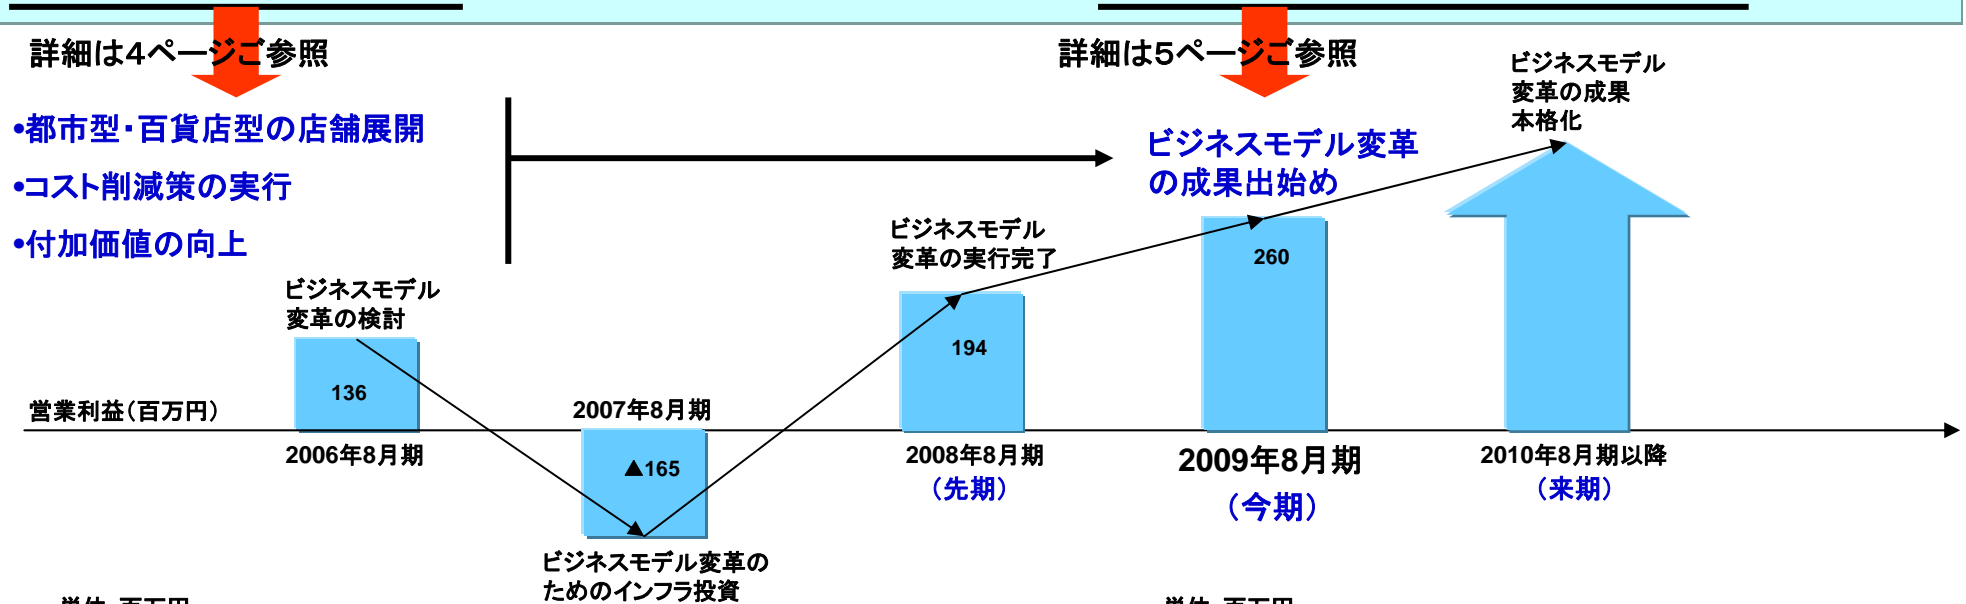 詳細は4ページご参照
詳細は5ページご参照
•都市型・百貨店型の店舗展開
•コスト削減策の実行
•付加価値の向上
ビジネスモデル変革
の成果出始め
ビジネスモデル
変革の成果
本格化
ビジネスモデル
変革の検討
ビジネスモデル
変革の実行完了
136
▲165
194
260
営業利益（百万円）
2006年8月期
2007年8月期
2008年8月期
（先期）
2009年8月期
（今期）
2010年8月期以降
（来期）
ビジネスモデル変革の
ためのインフラ投資